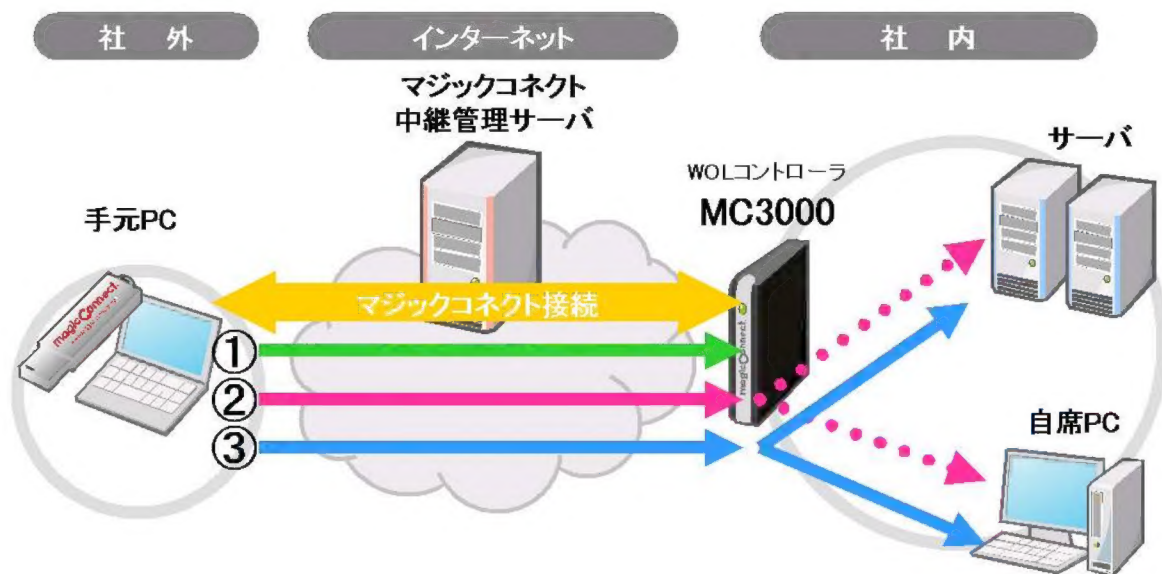 社 外
インターネット
社 内
マジックコネクト
中継管理サーバ
サーバ
WOLコントローラ
MC3000
手元PC
magicConnect
マジックコネクト接続
magicConnect
①
②
③
自席PC